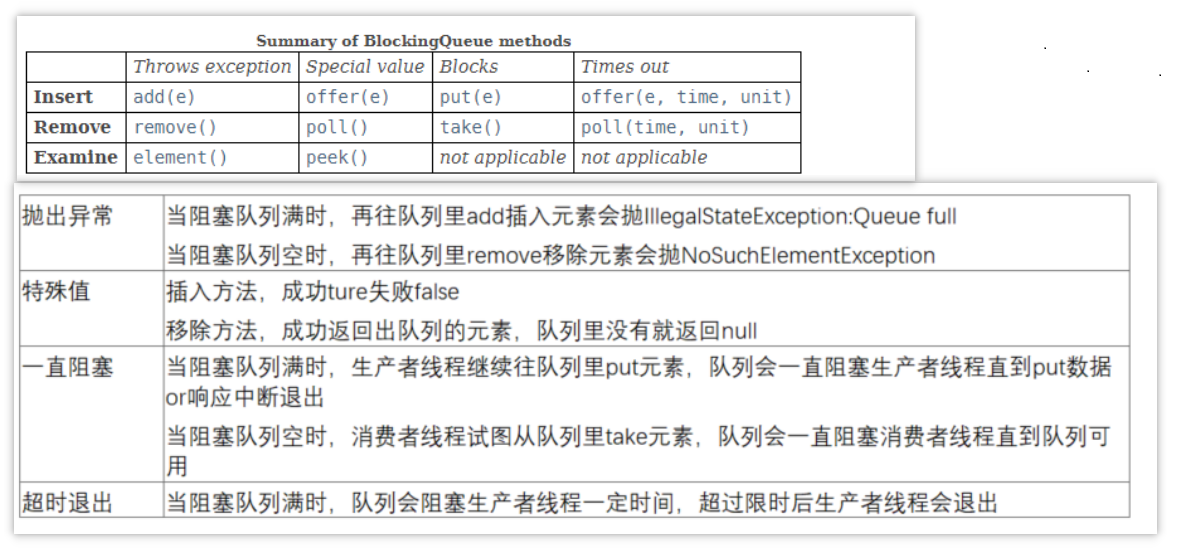 Summary of BlockingQueue methods
Throws exception Special value Blocks Times out
Insert add(e) offer(e) put(e) offer(e, time, unit)
Remove remove() poll() take() poll(time, unit)
Examine element() peek() not applicable not applicable
抛出异常 当阻塞队列满时，再往队列里add插入元素会抛IllegalStateException:Queue full
当阻塞队列空时，再往队列里remove移除元素会抛NoSuchElementException
特殊值 插入方法，成功ture失败false
移除方法，成功返回出队列的元素，队列里没有就返回null
一直阻塞 当阻塞队列满时，生产者线程继续往队列里put元素，队列会一直阻塞生产者线程直到put数据
or响应中断退出
当阻塞队列空时，消费者线程试图从队列里take元素，队列会一直阻塞消费者线程直到队列可
用
超时退出 当阻塞队列满时，队列会阻塞生产者线程一定时间，超过限时后生产者线程会退出